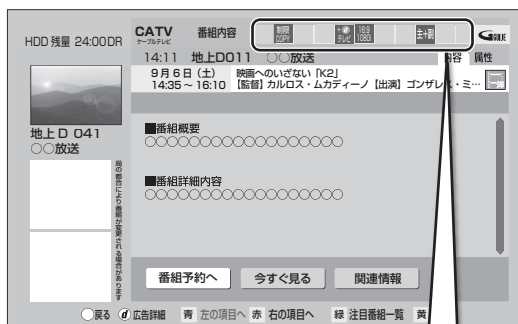 HDD 残量 24:00DR
CATV
ケーブルテレビ
番組内容
制限
COPY
+d
テレビ
16:9
1080
主+副
G GUIDE
14:11 地上D011 ○○放送
内容 属性
9月6日（土） 映画へのいざない「K2」
14:35～16:10 【監督】カルロス・ムカディーノ【出演】ゴンザレス・ミ…
録
地上D 041
○○放送
局の都合により番組が変更される場合があります
■番組概要
○○○○○○○○○○○○○○○○○○○
■番組詳細内容
○○○○○○○○○○○○○○○○○○○
番組予約へ 今すぐ見る 関連情報
○戻る d 広告詳細 青 左の項目へ 赤 右の項目へ 緑 注目番組一覧 黄